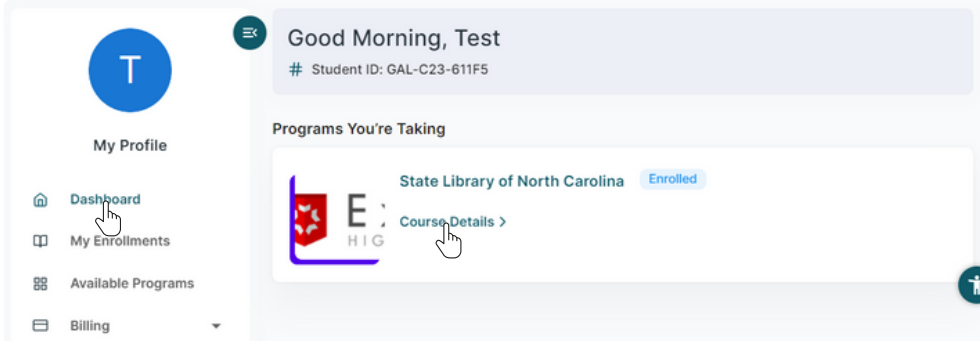 T
My Profile
Dashboard
My Enrollments
Available Programs
Billing
Good Morning, Test
# Student ID: GAL-C23-611F5
Programs You're Taking
State Library of North Carolina Enrolled
E
HIG
Course Details >